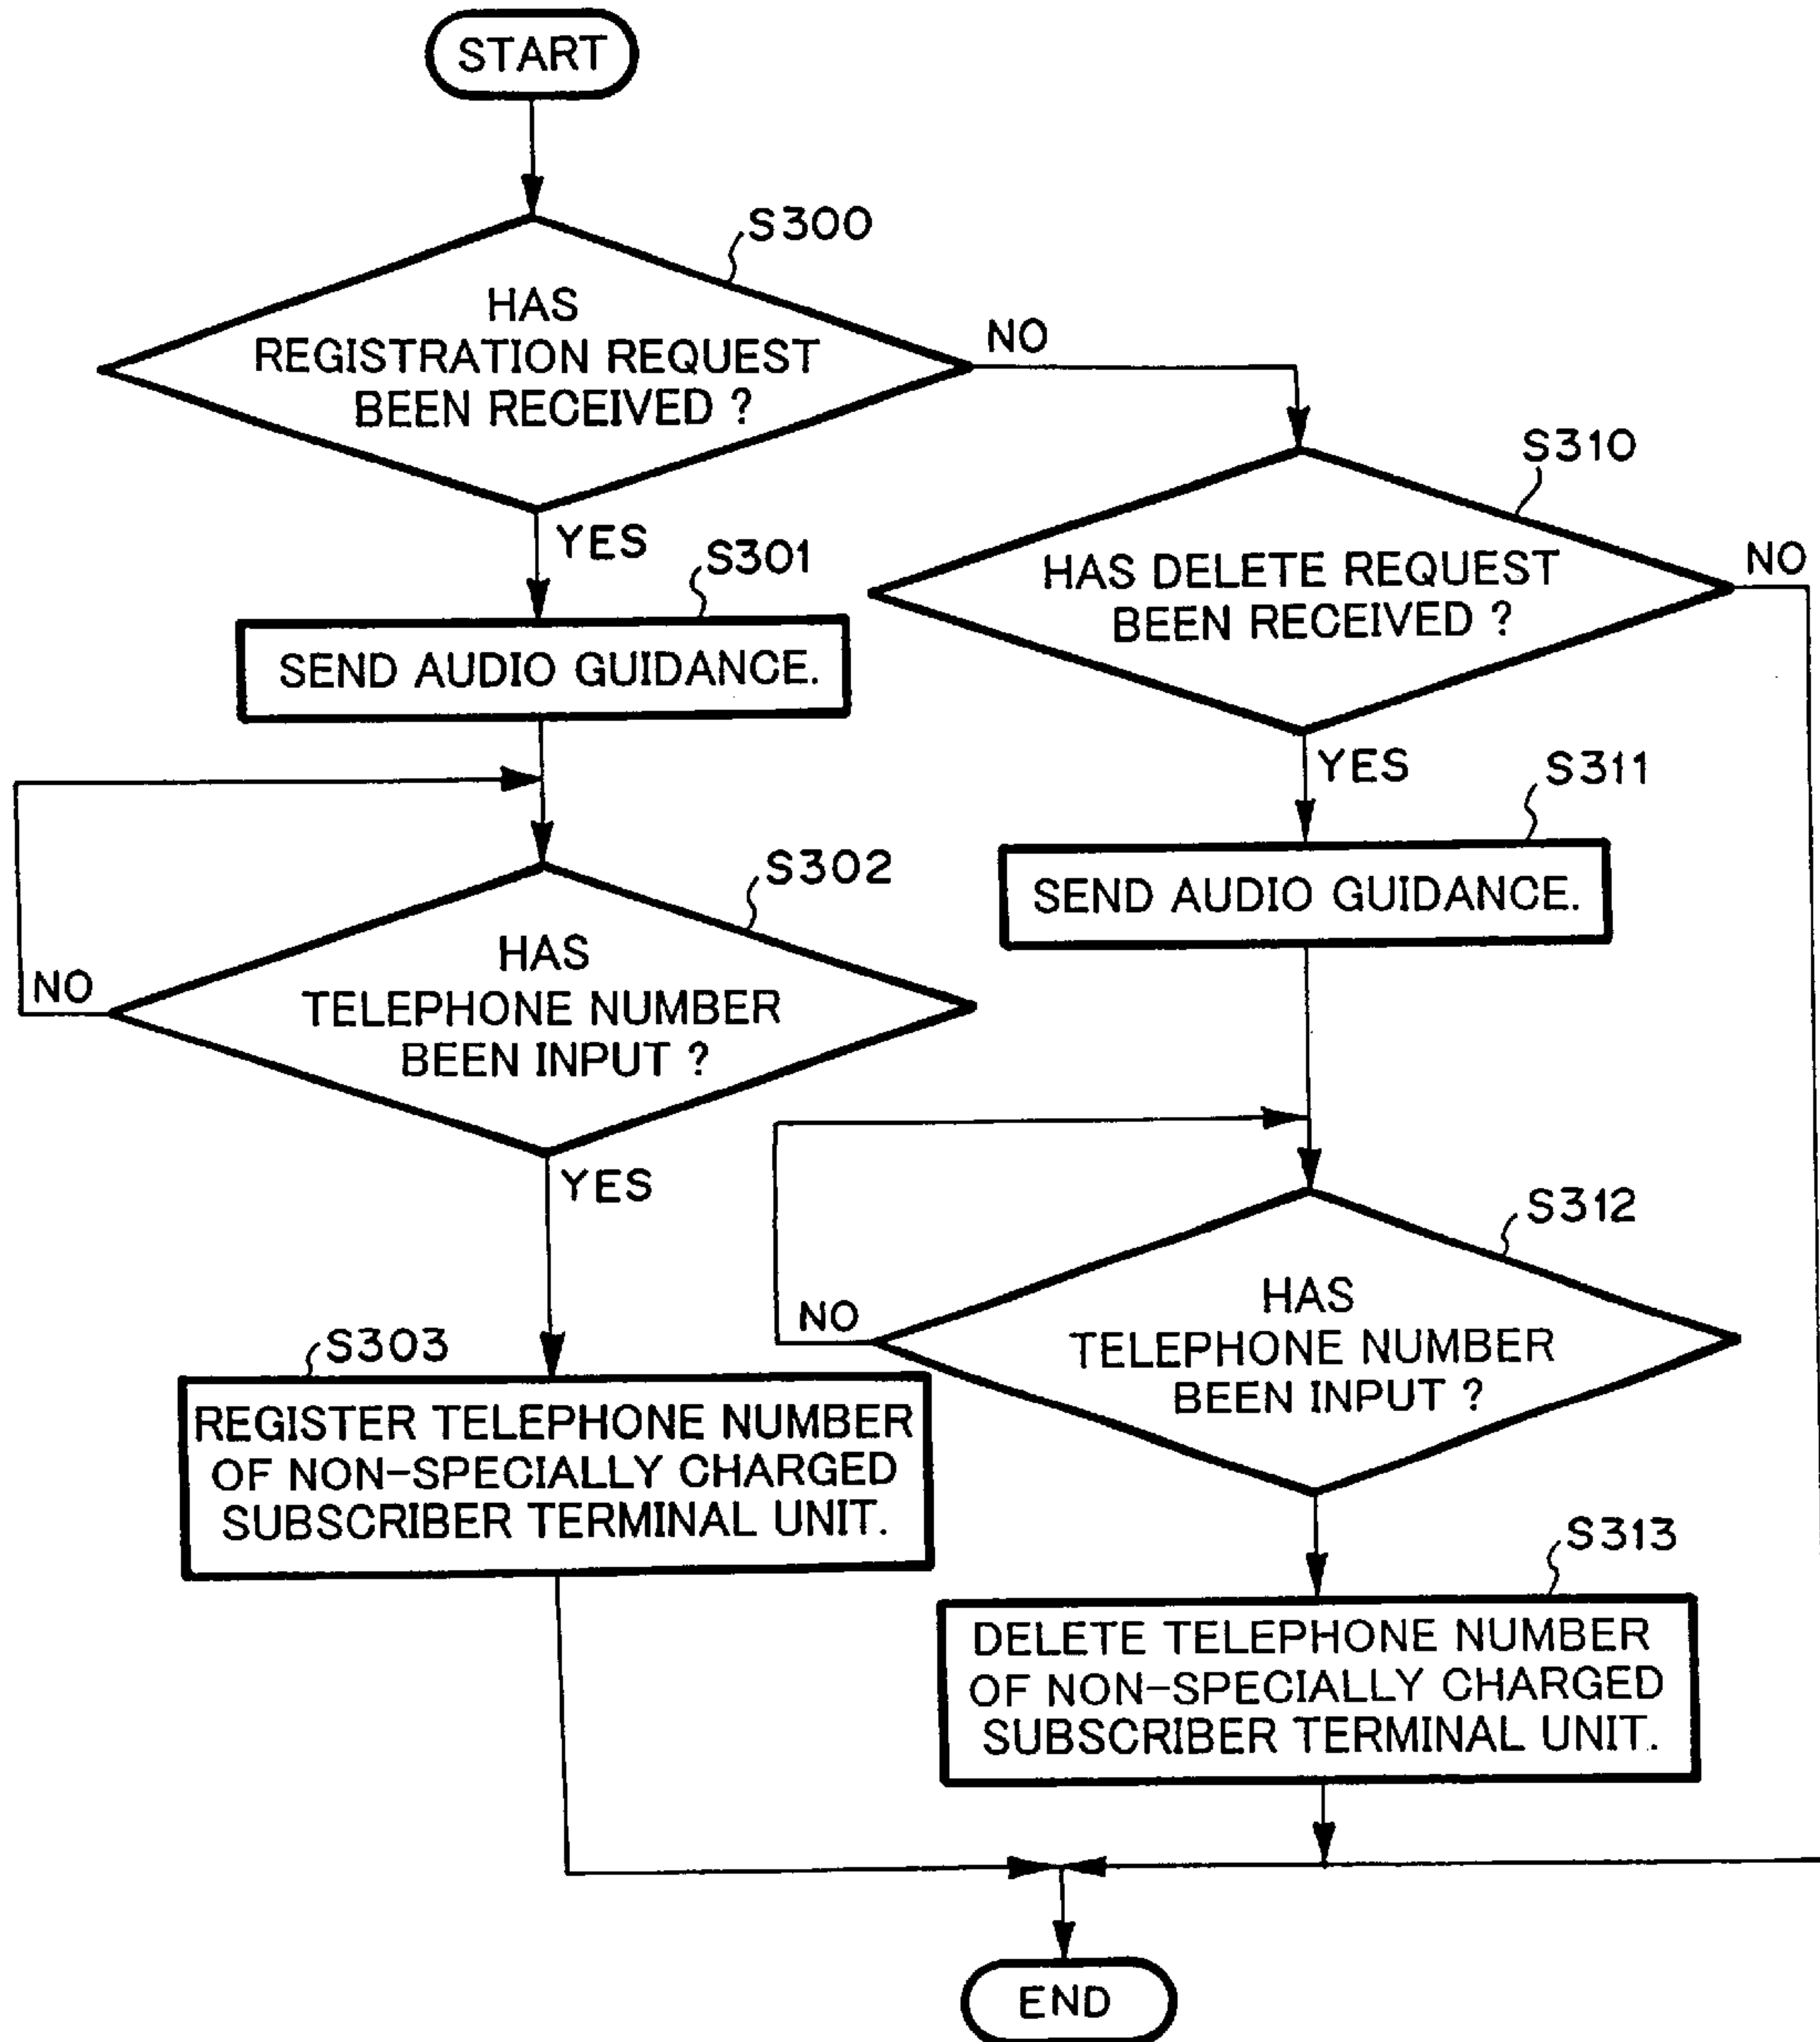 START
S300
HAS
REGISTRATION REQUEST
BEEN RECEIVED ?
NO
YES
S301
SEND AUDIO GUIDANCE.
S302
HAS
TELEPHONE NUMBER
BEEN INPUT ?
NO
YES
S303
REGISTER TELEPHONE NUMBER
OF NON-SPECIALLY CHARGED
SUBSCRIBER TERMINAL UNIT.
S310
HAS DELETE REQUEST
BEEN RECEIVED ?
NO
YES
S311
SEND AUDIO GUIDANCE.
S312
HAS
TELEPHONE NUMBER
BEEN INPUT ?
NO
S313
DELETE TELEPHONE NUMBER
OF NON-SPECIALLY CHARGED
SUBSCRIBER TERMINAL UNIT.
END